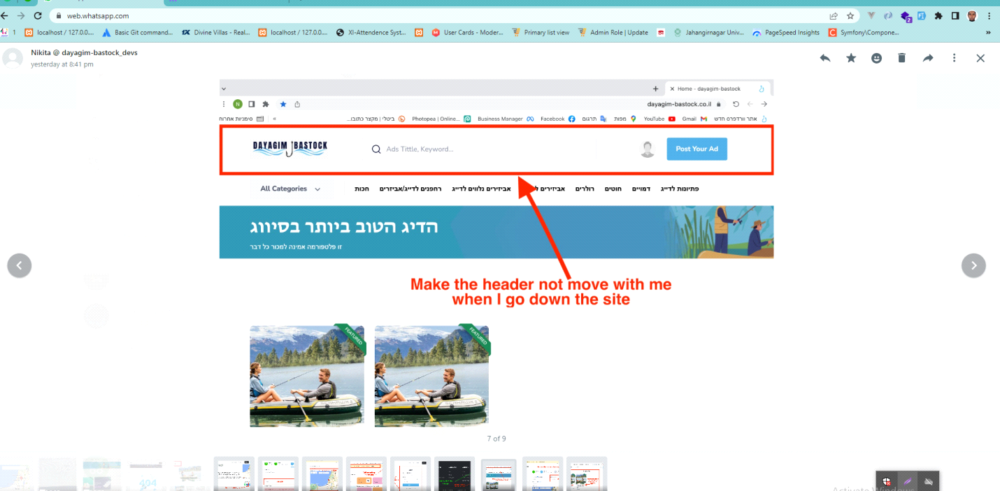 web.whatsapp.com
1
localhost / 127.0.0....
Basic Git command...
Divine Villas - Real...
localhost / 127.0.0....
XI-Attendence Syst...
User Cards - Moder...
Primary list view
Admin Role | Update
Jahangirnagar Univ...
PageSpeed Insights
Symfony\Compone...
»
Nikita @ dayagim-bastock_devs
yesterday at 8:41 pm
Home - dayagim-bastock
N
dayagim-bastock.co.il
סימניות אחרות
«
ביטלי | מקצר כתובו...
Photopea | Online...
Business Manager
Facebook
תרגום
מפות
YouTube
Gmail
אתר וורדפרס חדש
DAYAGIM BASTOCK
Ads Tittle, Keyword...
Post Your Ad
All Categories
חכות
רחפנים לדייג/אביזרים
אביזירים נלווים לדייג
אביזירים
רולרים
חוטים
דמויים
פתיונות לדייג
הדיג הטוב ביותר בסיווג
זו פלטפורמה אמינה למכור כל דבר
Make the header not move with me
when I go down the site
FEATURED
FEATURED
7 of 9
404
Activate Windows